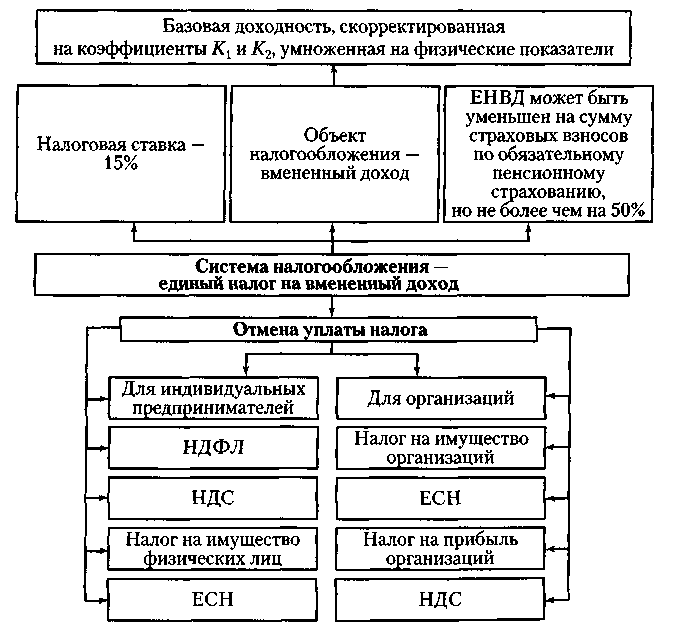 Базовая доходность, скорректированная
на коэффициенты K1 и K2, умноженная на физические показатели
Налоговая ставка —
15%
Объект
налогообложения —
вмененный доход
ЕНВД может быть
уменьшен на сумму
страховых взносов
по обязательному
пенсионному
страхованию,
но не более чем на 50%
Система налогообложения —
единый налог на вмененный доход
Отмена уплаты налога
Для индивидуальных
предпринимателей
Для организаций
НДФЛ
Налог на имущество
организаций
НДС
ЕСН
Налог на имущество
физических лиц
Налог на прибыль
организаций
ЕСН
НДС